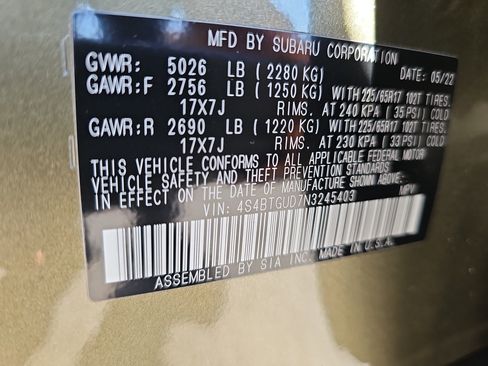 MFD BY SUBARU CORPORATION
GVWR: 5026 LB ( 2280 KG) DATE: 05/22
GAWR:F 2756 LB ( 1250 KG) WITH 225/65R17 102T TIRES
17X7J RIMS. AT 240 KPA ( 35 PSI) COLD
GAWR:R 2690 LB ( 1220 KG) WITH 225/65R17 102T TIRES
17X7J RIMS. AT 230 KPA ( 33 PSI) COLD
THIS VEHICLE CONFORMS TO ALL APPLICABLE FEDERAL MOTOR
VEHICLE SAFETY AND THEFT PREVENTION STANDARDS
IN EFFECT ON THE DATE OF MANUFACTURE SHOWN ABOVE.
VIN: 4S4BTGUD7N3245403 MPV
ASSEMBLED BY SIA INC. MADE IN U.S.A.